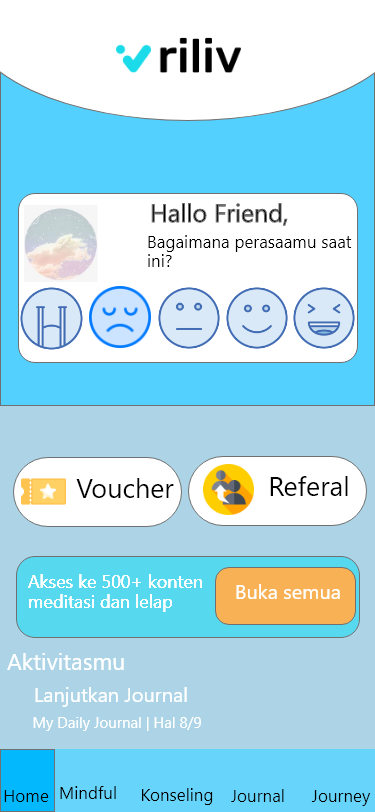 riliv
Hallo Friend,
Bagaimana perasaamu saat
ini?
Voucher
Referal
Akses ke 500+ konten
meditasi dan lelap
Buka semua
Aktivitasmu
Lanjutkan Journal
My Daily Journal | Hal 8/9
Home
Mindful
Konseling
Journal
Journey